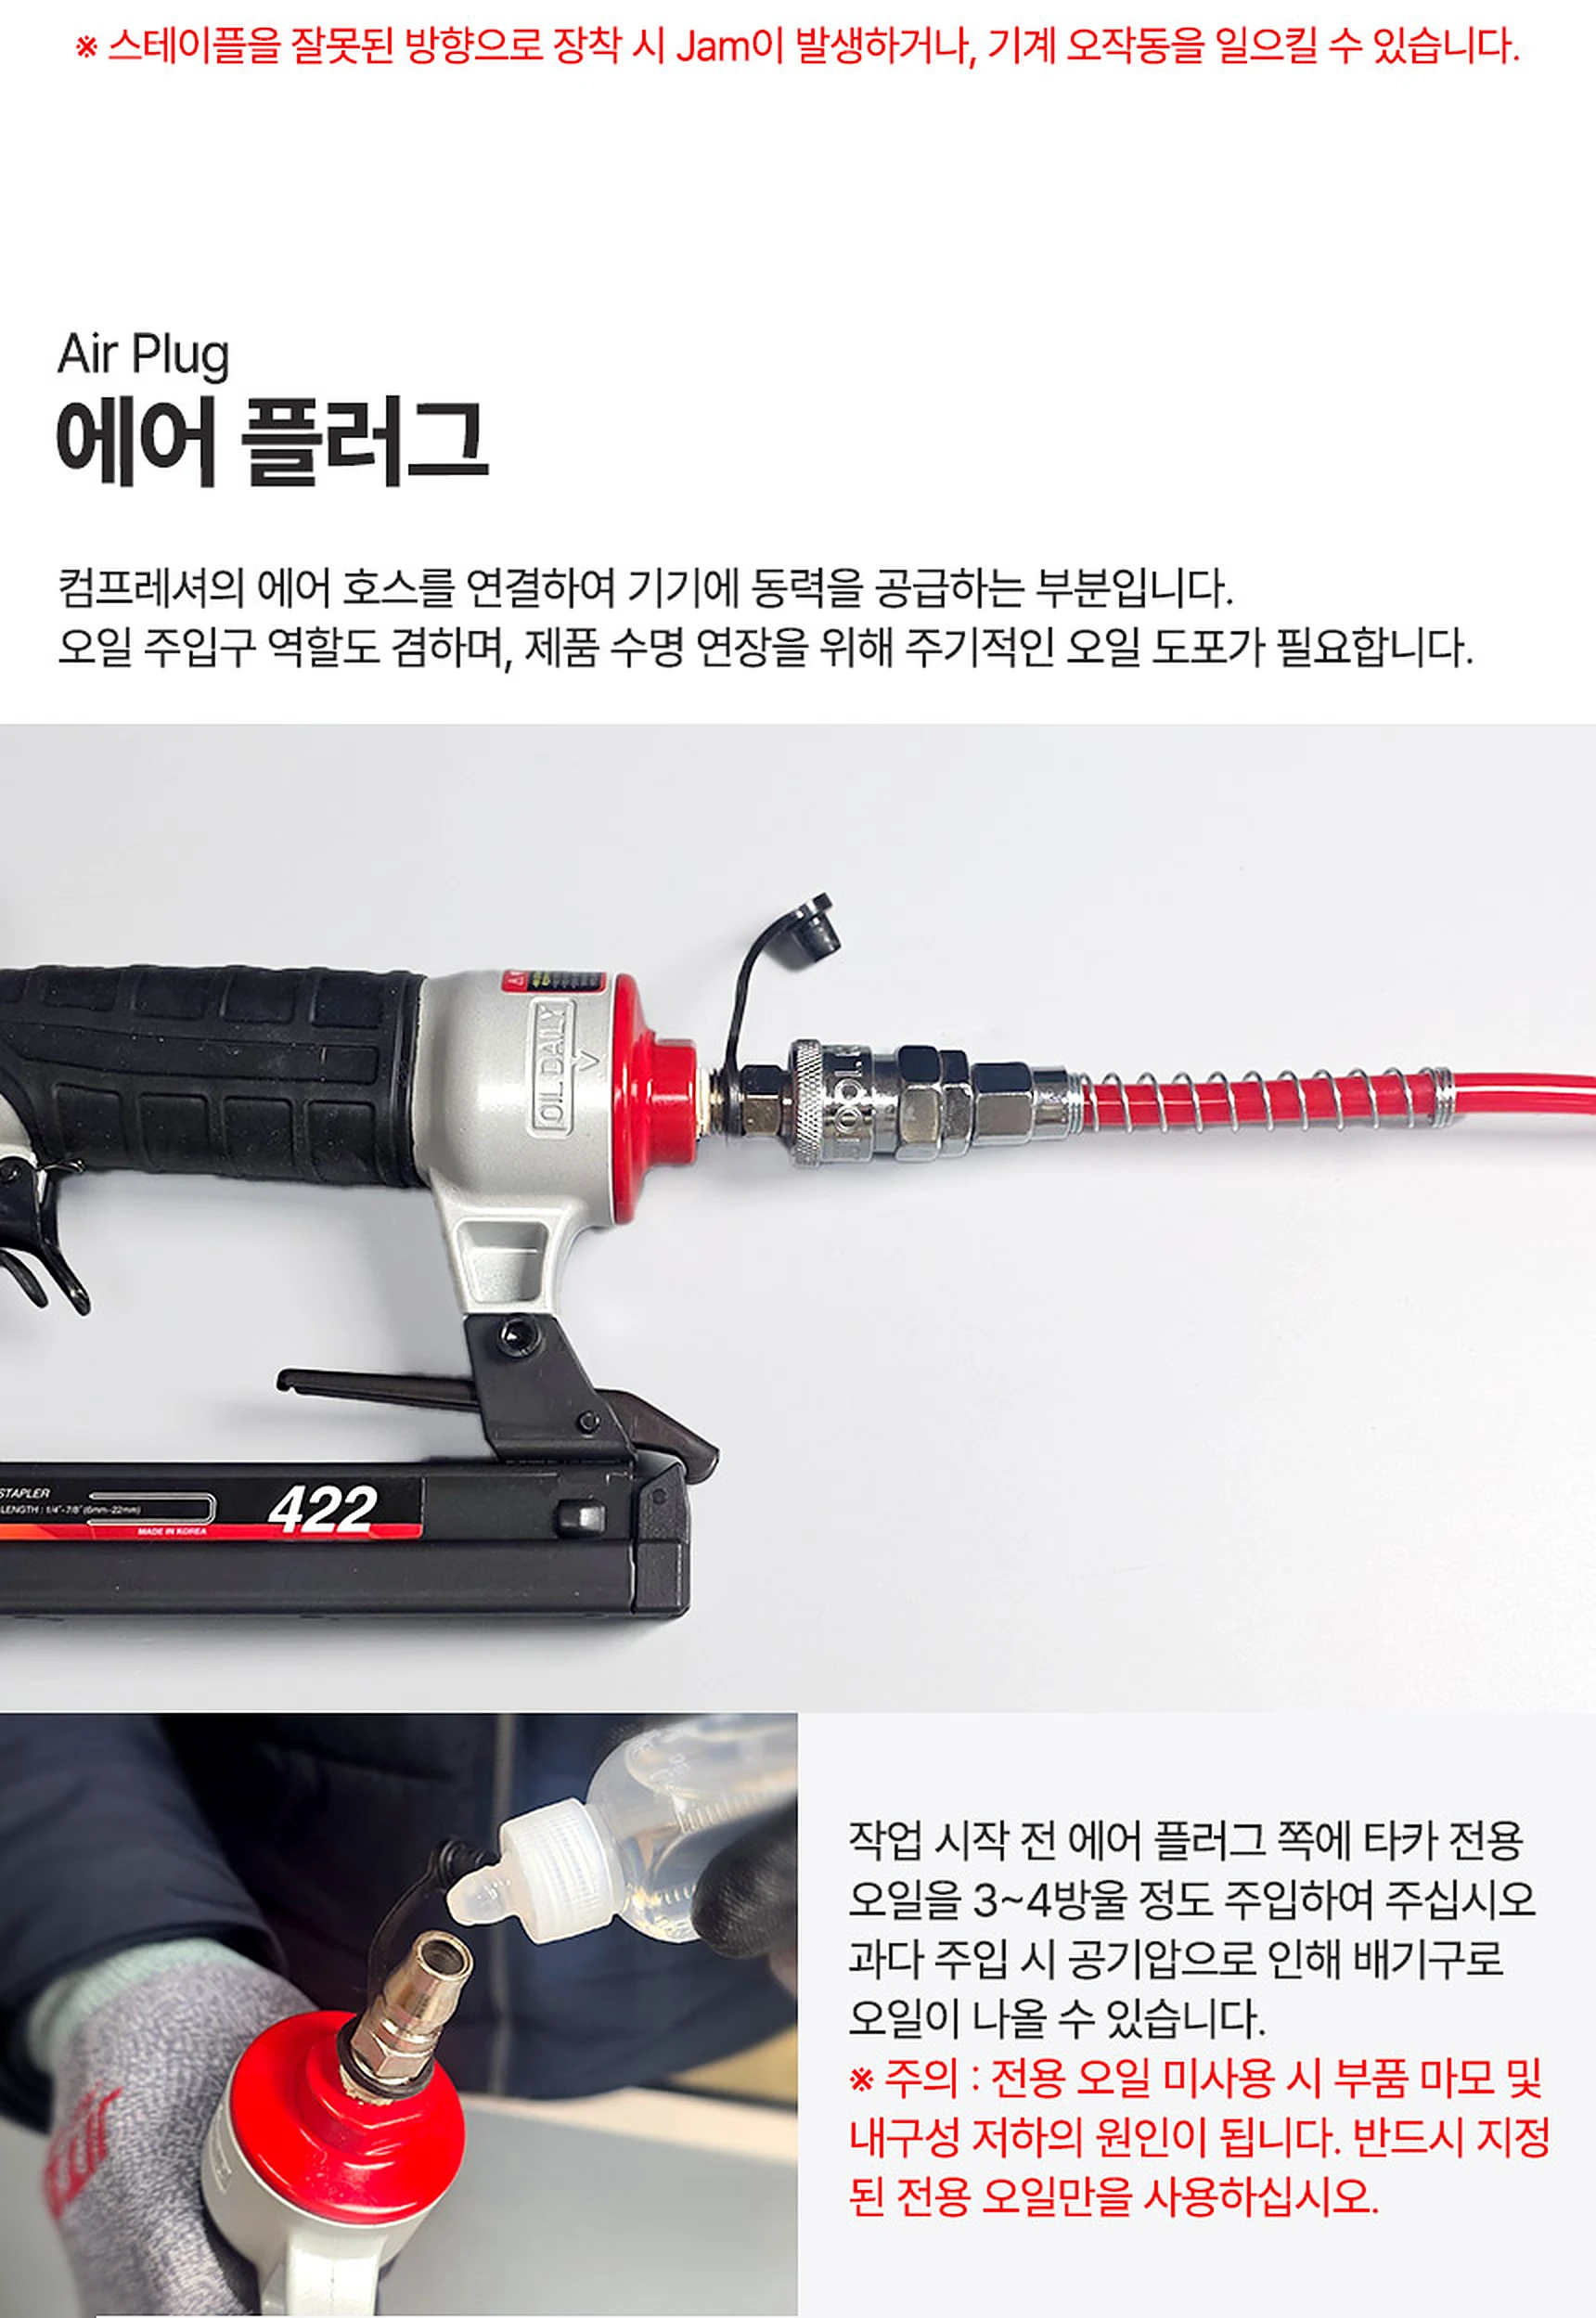 ※ 스테이플을 잘못된 방향으로 장착 시 Jam이 발생하거나, 기계 오작동을 일으킬 수 있습니다.
Air Plug
에어 플러그
컴프레셔의 에어 호스를 연결하여 기기에 동력을 공급하는 부분입니다.
오일 주입구 역할도 겸하며, 제품 수명 연장을 위해 주기적인 오일 도포가 필요합니다.
OIL DAILY
STAPLER
LENGTH : 1/4"-7/8" (6mm-22mm)
MADE IN KOREA
422
작업 시작 전 에어 플러그 쪽에 타카 전용
오일을 3~4방울 정도 주입하여 주십시오
과다 주입 시 공기압으로 인해 배기구로
오일이 나올 수 있습니다.
※ 주의 : 전용 오일 미사용 시 부품 마모 및
내구성 저하의 원인이 됩니다. 반드시 지정
된 전용 오일만을 사용하십시오.